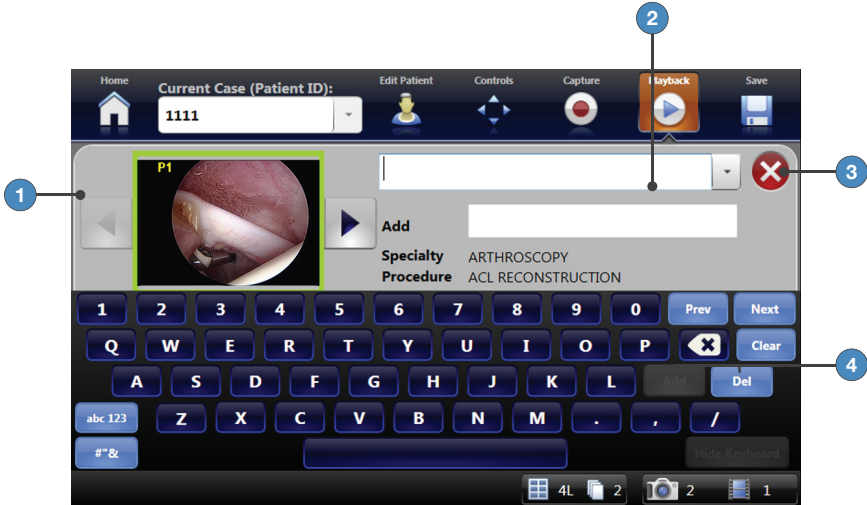 2
Home
Current Case (Patient ID):
Edit Patient
Controls
Capture
Playback
Save
1111
P1
1
3
Add
Specialty ARTHROSCOPY
Procedure ACL RECONSTRUCTION
1 2 3 4 5 6 7 8 9 0 Prev Next
Q W E R T Y U I O P Clear
4
A S D F G H J K L Add Del
abc 123 Z X C V B N M . , /
#"& Hide Keyboard
4L 2 2 1